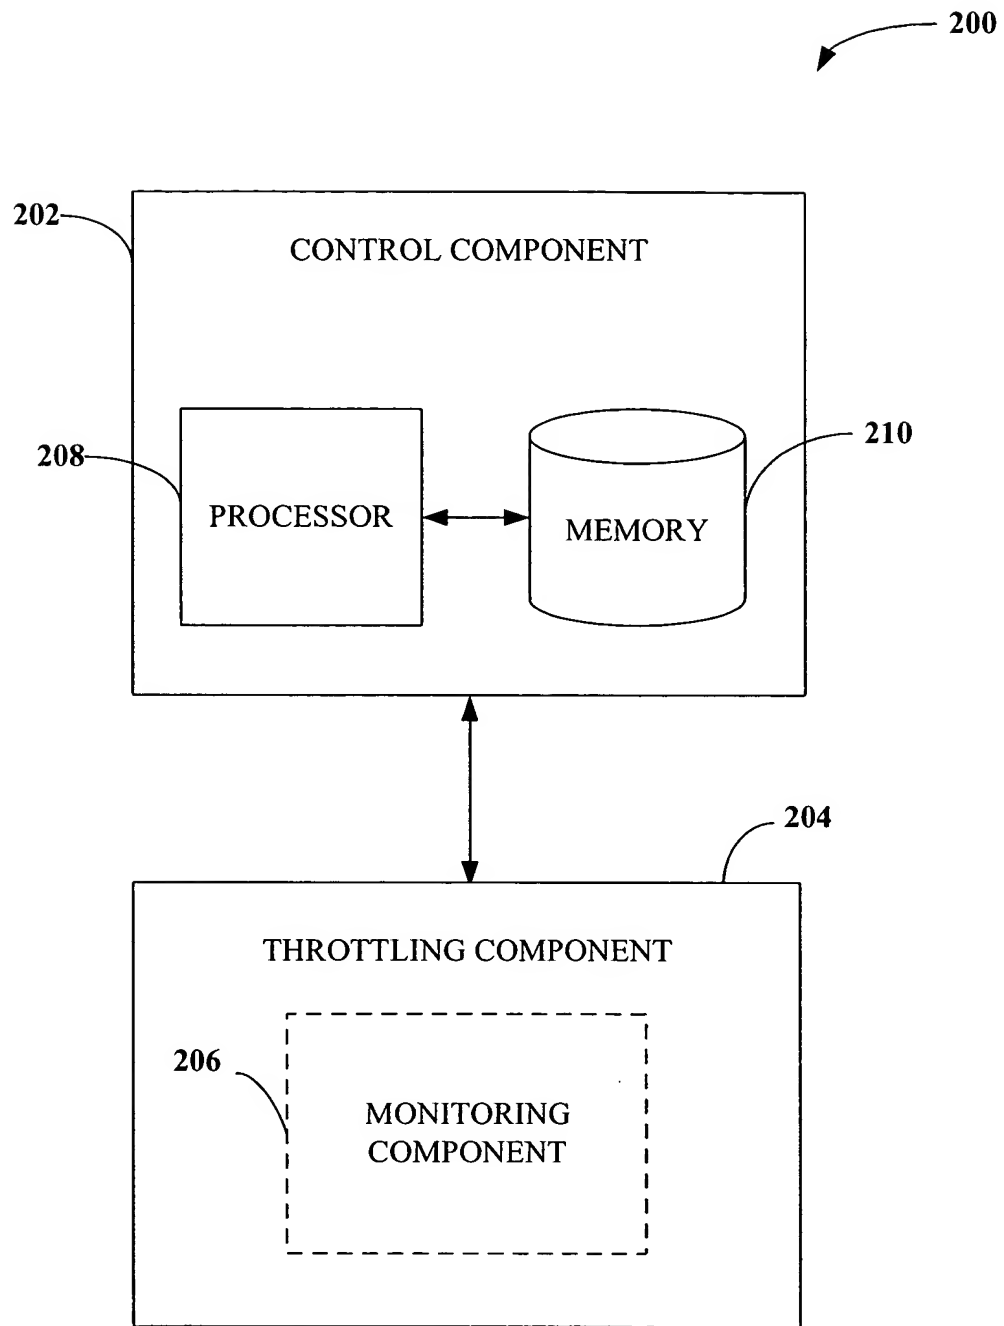 200
202
CONTROL COMPONENT
208
PROCESSOR
MEMORY
210
204
THROTTLING COMPONENT
206
MONITORING
COMPONENT